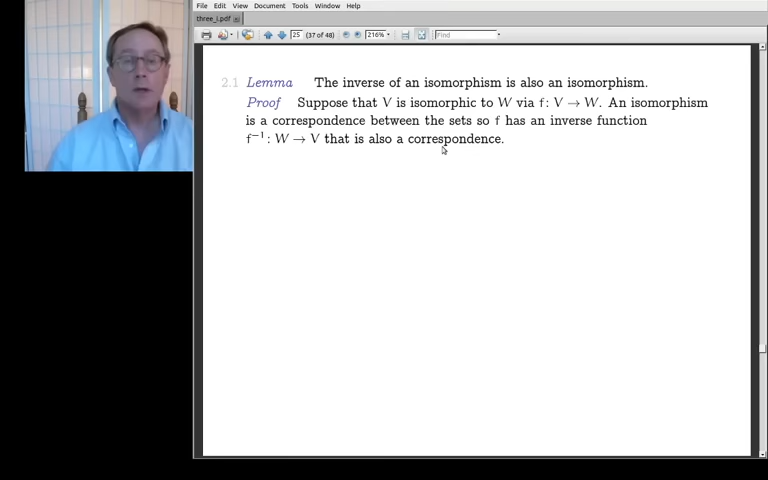 File Edit View Document Tools Window Help
three_i.pdf
25 (37 of 48) 216% Find
2.1 Lemma The inverse of an isomorphism is also an isomorphism.
Proof Suppose that V is isomorphic to W via f: V → W. An isomorphism
is a correspondence between the sets so f has an inverse function
f⁻¹: W → V that is also a correspondence.